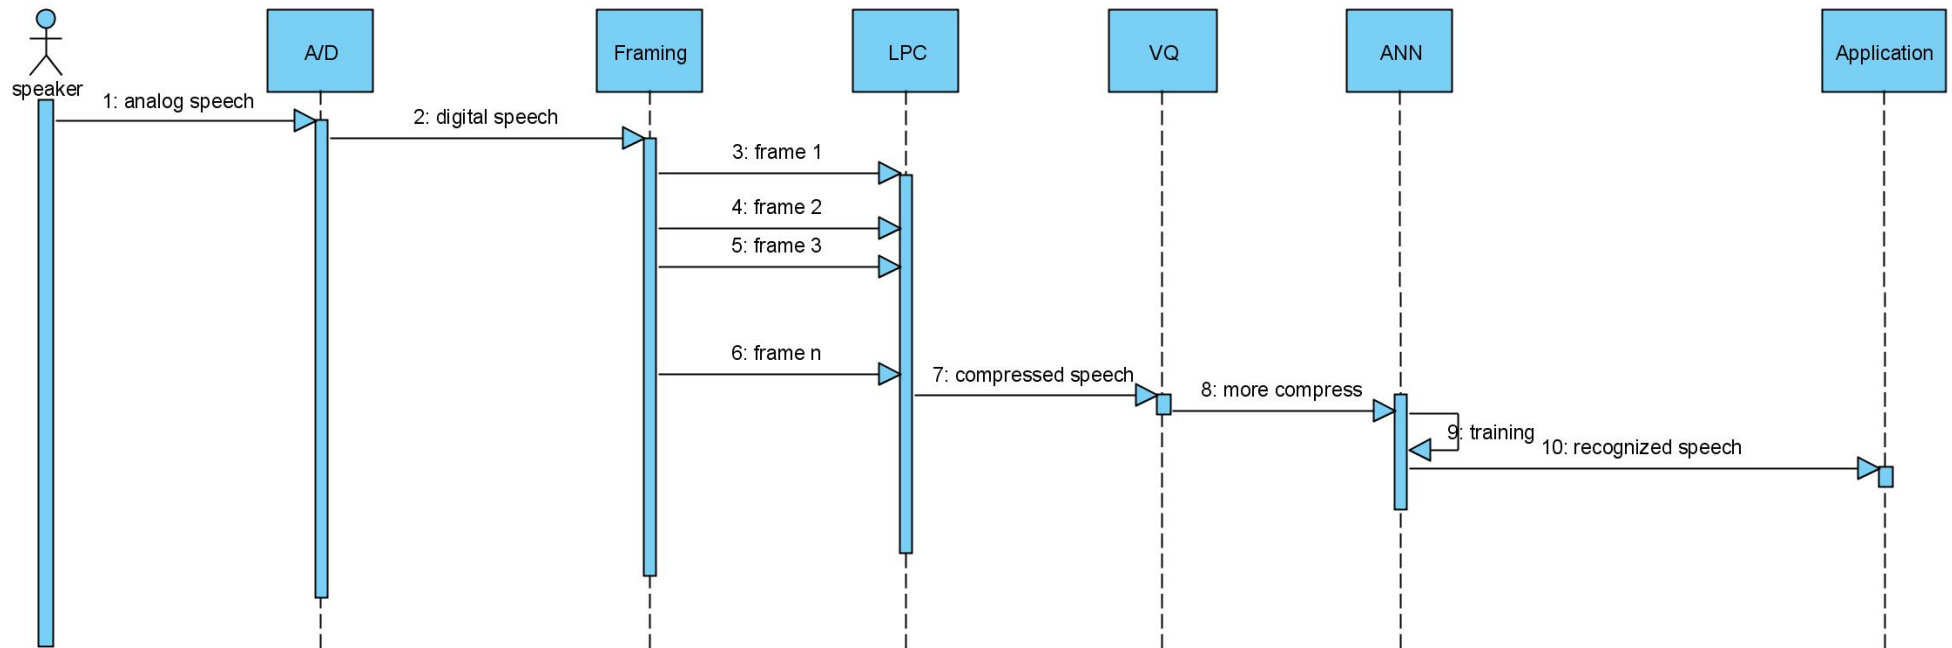 speaker
A/D
Framing
LPC
VQ
ANN
Application
1: analog speech
2: digital speech
3: frame 1
4: frame 2
5: frame 3
6: frame n
7: compressed speech
8: more compress
9: training
10: recognized speech